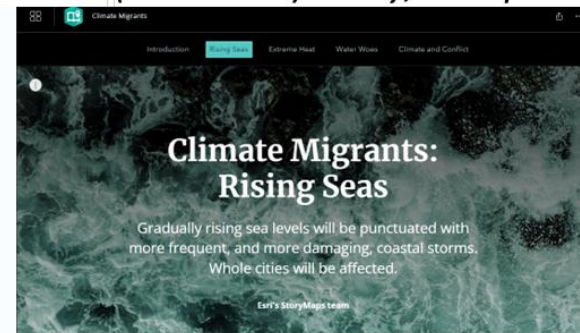 Climate Migrants
Introduction Rising Seas Extreme Heat Water Woes Climate and Conflict
Climate Migrants:
Rising Seas
Gradually rising sea levels will be punctuated with
more frequent, and more damaging, coastal storms.
Whole cities will be affected.
Esri's StoryMaps team